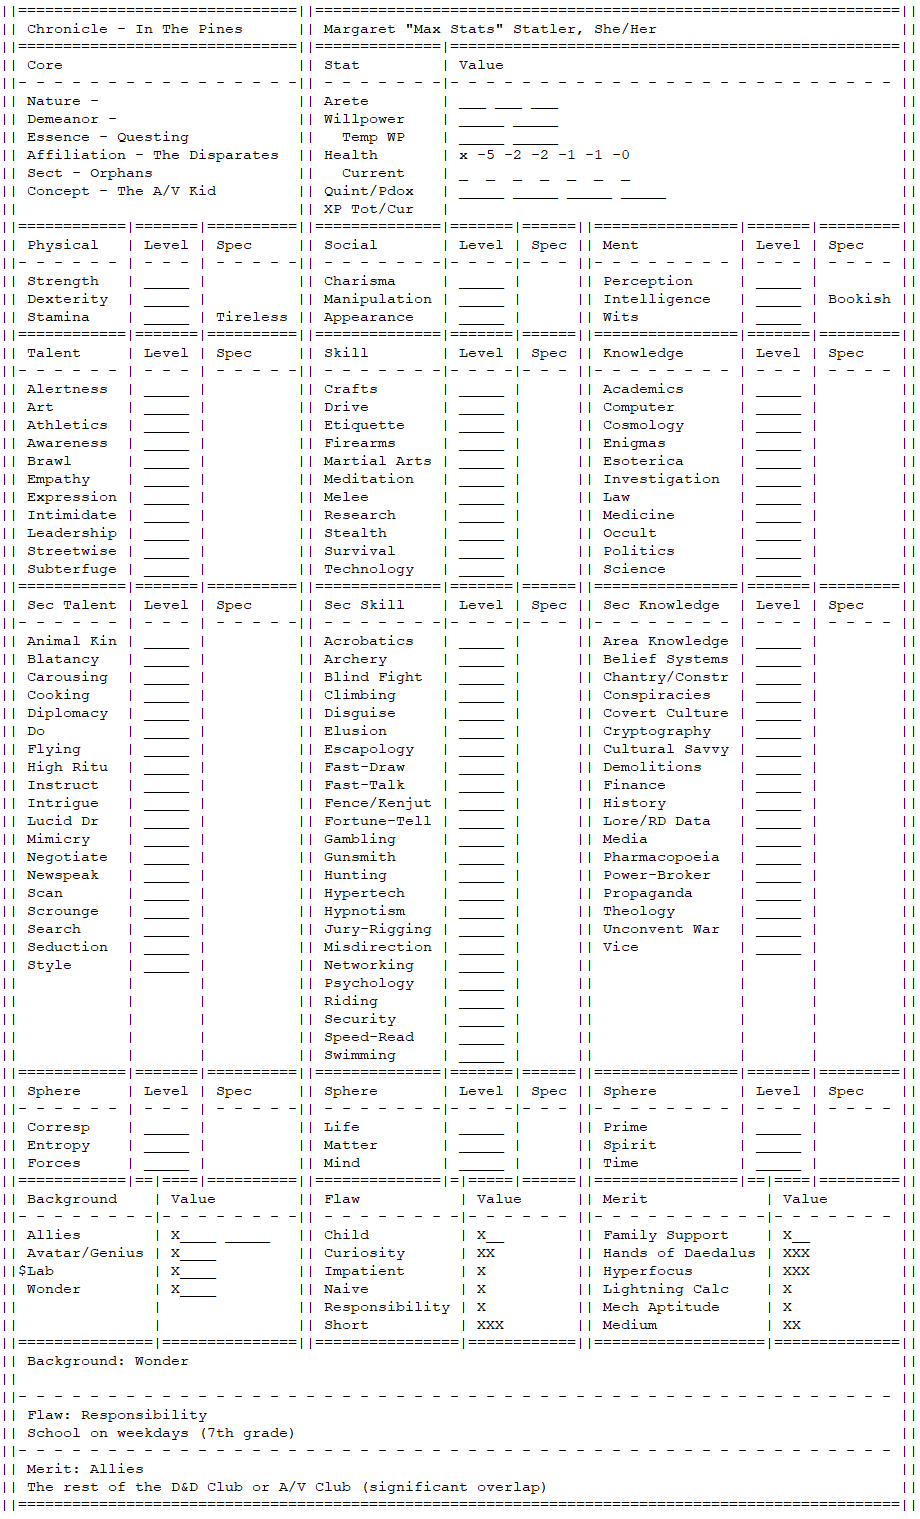 ||===============================||=================================================================||
|| Chronicle - In The Pines      || Margaret "Max Stats" Statler, She/Her                           ||
||===============================||==============|==================================================||
|| Core                          || Stat         | Value                                            ||
||- - - - - - - - - - - - - - - -||- - - - - - - -|- - - - - - - - - - - - - - - - - - - - - - - - - ||
|| Nature -                      || Arete        | ___ ___ ___                                      ||
|| Demeanor -                    || Willpower    | _____ _____                                      ||
|| Essence - Questing            ||   Temp WP    | _____ _____                                      ||
|| Affiliation - The Disparates  || Health       | x -5 -2 -2 -1 -1 -0                              ||
|| Sect - Orphans                ||   Current    | _  _  _  _  _  _  _                              ||
|| Concept - The A/V Kid         || Quint/Pdox   | _____ _____ _____ _____                          ||
||                               || XP Tot/Cur   |                                                  ||
||============|=======|==========||==============|=======|======||================|=======|=========||
|| Physical   | Level | Spec     || Social       | Level | Spec || Ment           | Level | Spec    ||
||- - - - - - | - - - | - - - - -||- - - - - - -|- - - -|- - - ||- - - - - - - - | - - - | - - - - ||
|| Strength   | _____ |          || Charisma     | _____ |      || Perception     | _____ |         ||
|| Dexterity  | _____ |          || Manipulation | _____ |      || Intelligence   | _____ | Bookish ||
|| Stamina    | _____ | Tireless || Appearance   | _____ |      || Wits           | _____ |         ||
||============|=======|==========||==============|=======|======||================|=======|=========||
|| Talent     | Level | Spec     || Skill        | Level | Spec || Knowledge      | Level | Spec    ||
||- - - - - - | - - - | - - - - -||- - - - - - -|- - - -|- - - ||- - - - - - - - | - - - | - - - - ||
|| Alertness  | _____ |          || Crafts       | _____ |      || Academics      | _____ |         ||
|| Art        | _____ |          || Drive        | _____ |      || Computer       | _____ |         ||
|| Athletics  | _____ |          || Etiquette    | _____ |      || Cosmology      | _____ |         ||
|| Awareness  | _____ |          || Firearms     | _____ |      || Enigmas        | _____ |         ||
|| Brawl      | _____ |          || Martial Arts | _____ |      || Esoterica      | _____ |         ||
|| Empathy    | _____ |          || Meditation   | _____ |      || Investigation  | _____ |         ||
|| Expression | _____ |          || Melee        | _____ |      || Law            | _____ |         ||
|| Intimidate | _____ |          || Research     | _____ |      || Medicine       | _____ |         ||
|| Leadership | _____ |          || Stealth      | _____ |      || Occult         | _____ |         ||
|| Streetwise | _____ |          || Survival     | _____ |      || Politics       | _____ |         ||
|| Subterfuge | _____ |          || Technology   | _____ |      || Science        | _____ |         ||
||============|=======|==========||==============|=======|======||================|=======|=========||
|| Sec Talent | Level | Spec     || Sec Skill    | Level | Spec || Sec Knowledge  | Level | Spec    ||
||- - - - - - | - - - | - - - - -||- - - - - - -|- - - -|- - - ||- - - - - - - - | - - - | - - - - ||
|| Animal Kin | _____ |          || Acrobatics   | _____ |      || Area Knowledge | _____ |         ||
|| Blatancy   | _____ |          || Archery      | _____ |      || Belief Systems | _____ |         ||
|| Carousing  | _____ |          || Blind Fight  | _____ |      || Chantry/Constr | _____ |         ||
|| Cooking    | _____ |          || Climbing     | _____ |      || Conspiracies   | _____ |         ||
|| Diplomacy  | _____ |          || Disguise     | _____ |      || Covert Culture | _____ |         ||
|| Do         | _____ |          || Elusion      | _____ |      || Cryptography   | _____ |         ||
|| Flying     | _____ |          || Escapology   | _____ |      || Cultural Savvy | _____ |         ||
|| High Ritu  | _____ |          || Fast-Draw    | _____ |      || Demolitions    | _____ |         ||
|| Instruct   | _____ |          || Fast-Talk    | _____ |      || Finance        | _____ |         ||
|| Intrigue   | _____ |          || Fence/Kenjut | _____ |      || History        | _____ |         ||
|| Lucid Dr   | _____ |          || Fortune-Tell | _____ |      || Lore/RD Data   | _____ |         ||
|| Mimicry    | _____ |          || Gambling     | _____ |      || Media          | _____ |         ||
|| Negotiate  | _____ |          || Gunsmith     | _____ |      || Pharmacopoeia  | _____ |         ||
|| Newspeak   | _____ |          || Hunting      | _____ |      || Power-Broker   | _____ |         ||
|| Scan       | _____ |          || Hypertech    | _____ |      || Propaganda     | _____ |         ||
|| Scrounge   | _____ |          || Hypnotism    | _____ |      || Theology       | _____ |         ||
|| Search     | _____ |          || Jury-Rigging | _____ |      || Unconvent War  | _____ |         ||
|| Seduction  | _____ |          || Misdirection | _____ |      || Vice           | _____ |         ||
|| Style      | _____ |          || Networking   | _____ |      ||                |       |         ||
||            |       |          || Psychology   | _____ |      ||                |       |         ||
||            |       |          || Riding       | _____ |      ||                |       |         ||
||            |       |          || Security     | _____ |      ||                |       |         ||
||            |       |          || Speed-Read   | _____ |      ||                |       |         ||
||            |       |          || Swimming     | _____ |      ||                |       |         ||
||============|=======|==========||==============|=======|======||================|=======|=========||
|| Sphere     | Level | Spec     || Sphere       | Level | Spec || Sphere         | Level | Spec    ||
||- - - - - - | - - - | - - - - -||- - - - - - -|- - - -|- - - ||- - - - - - - - | - - - | - - - - ||
|| Corresp    | _____ |          || Life         | _____ |      || Prime          | _____ |         ||
|| Entropy    | _____ |          || Matter       | _____ |      || Spirit         | _____ |         ||
|| Forces     | _____ |          || Mind         | _____ |      || Time           | _____ |         ||
||============|==|====|==========||==============|=|=====|======||================|==|====|=========||
|| Background    | Value         || Flaw           | Value      || Merit             | Value        ||
||- - - - - - - -|- - - - - - - -||- - - - - - - -|- - - - - - ||- - - - - - - - - -|- - - - - - - ||
|| Allies        | X____ _____   || Child          | X__        || Family Support    | X__          ||
|| Avatar/Genius | X____         || Curiosity      | XX         || Hands of Daedalus | XXX          ||
||$Lab           | X____         || Impatient      | X          || Hyperfocus        | XXX          ||
|| Wonder        | X____         || Naive          | X          || Lightning Calc    | X            ||
||               |               || Responsibility | X          || Mech Aptitude     | X            ||
||               |               || Short          | XXX        || Medium            | XX           ||
||===============|===============||================|============||===================|==============||
|| Background: Wonder                                                                               ||
||                                                                                                  ||
||- - - - - - - - - - - - - - - - - - - - - - - - - - - - - - - - - - - - - - - - - - - - - - - - - ||
|| Flaw: Responsibility                                                                             ||
|| School on weekdays (7th grade)                                                                   ||
||- - - - - - - - - - - - - - - - - - - - - - - - - - - - - - - - - - - - - - - - - - - - - - - - - ||
|| Merit: Allies                                                                                    ||
|| The rest of the D&D Club or A/V Club (significant overlap)                                       ||
||==================================================================================================||